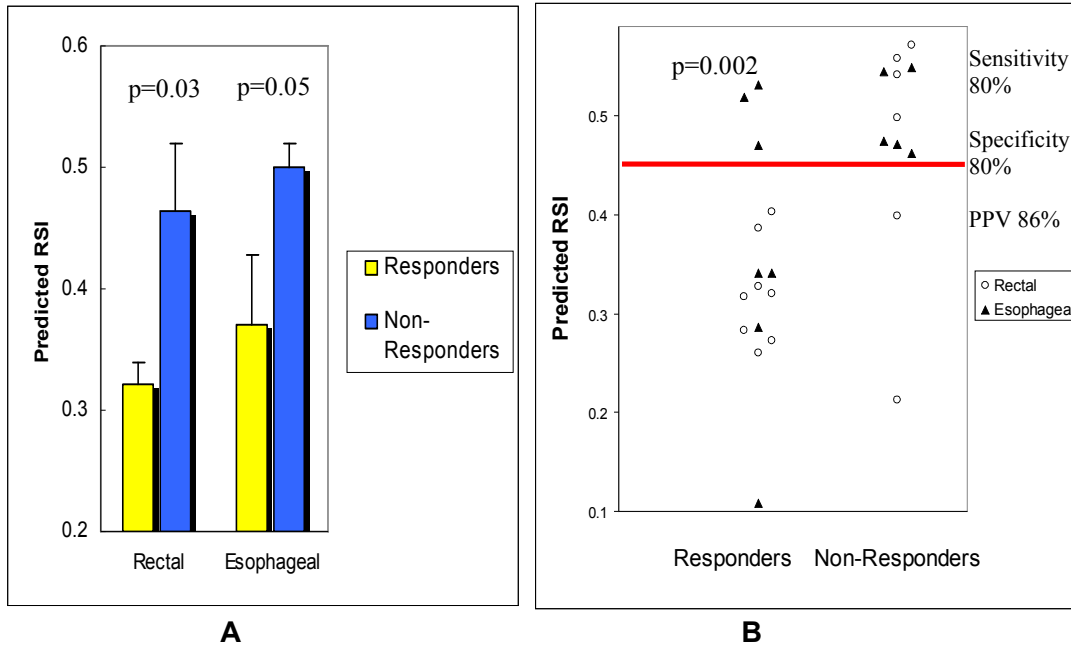 0.6
0.5
0.4
0.3
0.2
Predicted RSI
p=0.03
p=0.05
Rectal
Esophageal
Responders
Non-
Responders
A
0.5
0.4
0.3
0.2
0.1
Predicted RSI
p=0.002
Responders
Non-Responders
Sensitivity
80%
Specificity
80%
PPV 86%
Rectal
Esophageal
B